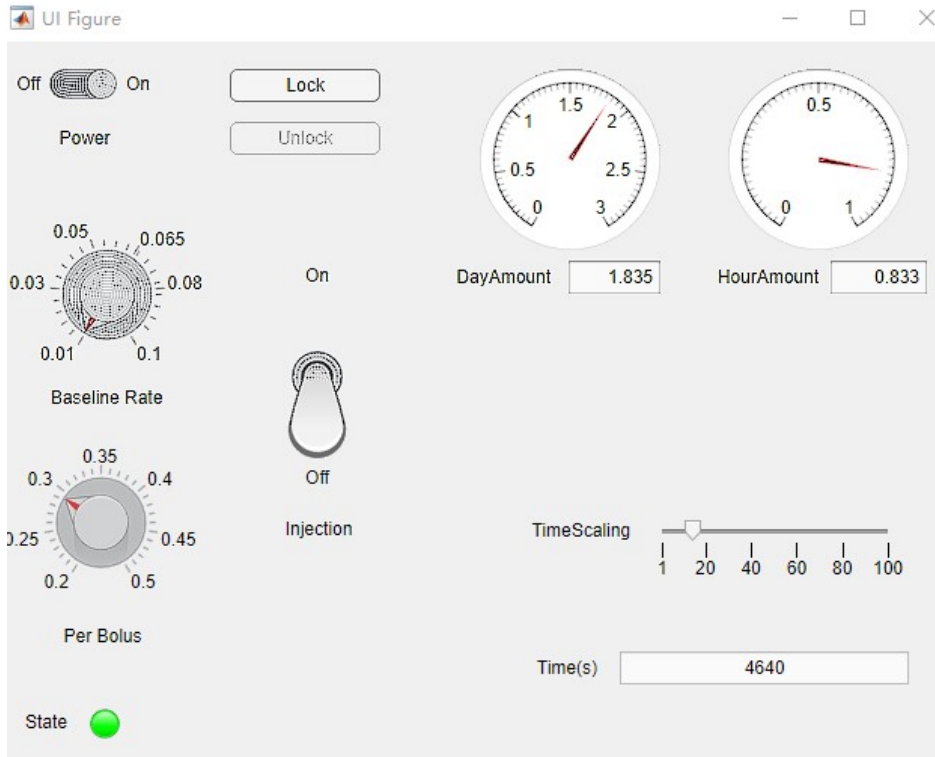 UI Figure
Off On
Power
Lock
Unlock
0 0.5 1 1.5 2 2.5 3
DayAmount 1.835
0 0.5 1
HourAmount 0.833
0.01 0.03 0.05 0.065 0.08 0.1
Baseline Rate
On
Off
Injection
0.2 0.25 0.3 0.35 0.4 0.45 0.5
Per Bolus
TimeScaling
1 20 40 60 80 100
Time(s) 4640
State